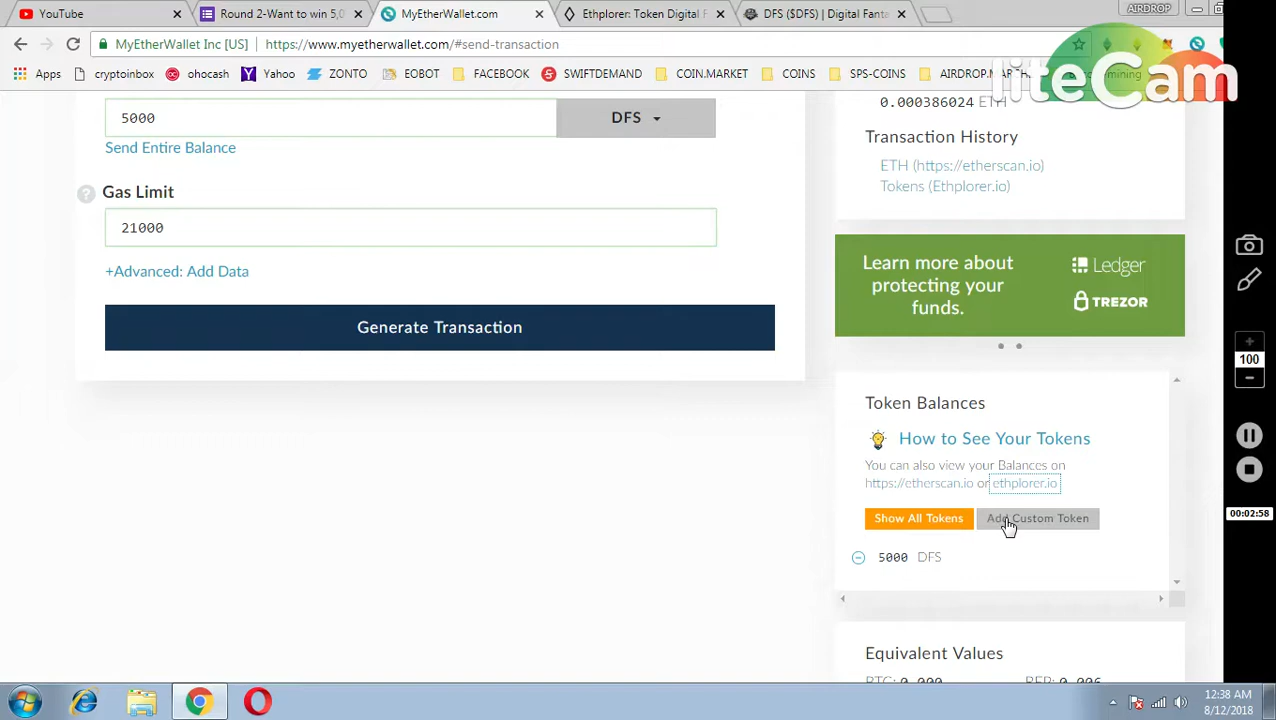 YouTube
Round 2-Want to win 5,0
MyEtherWallet.com
Ethplorer: Token Digital F
AIRDROP
MyEtherWallet Inc [US]
https://www.myetherwallet.com/#send-transaction
Apps
cryptoinbox
ohocash
Yahoo
ZONTO
EOBOT
FACEBOOK
SWIFTDEMAND
COIN.MARKET
COINS
SPS-COINS
mining
liteCam
5000
DFS
Send Entire Balance
Gas Limit
21000
+Advanced: Add Data
Generate Transaction
0.000386024 ETH
Transaction History
ETH (https://etherscan.io)
Tokens (Ethplorer.io)
Learn more about
protecting your
funds.
Ledger
TREZOR
Token Balances
How to See Your Tokens
You can also view your Balances on
https://etherscan.io or ethplorer.io
Show All Tokens
Add Custom Token
5000 DFS
Equivalent Values
100
00:02:58
12:38 AM
8/12/2018